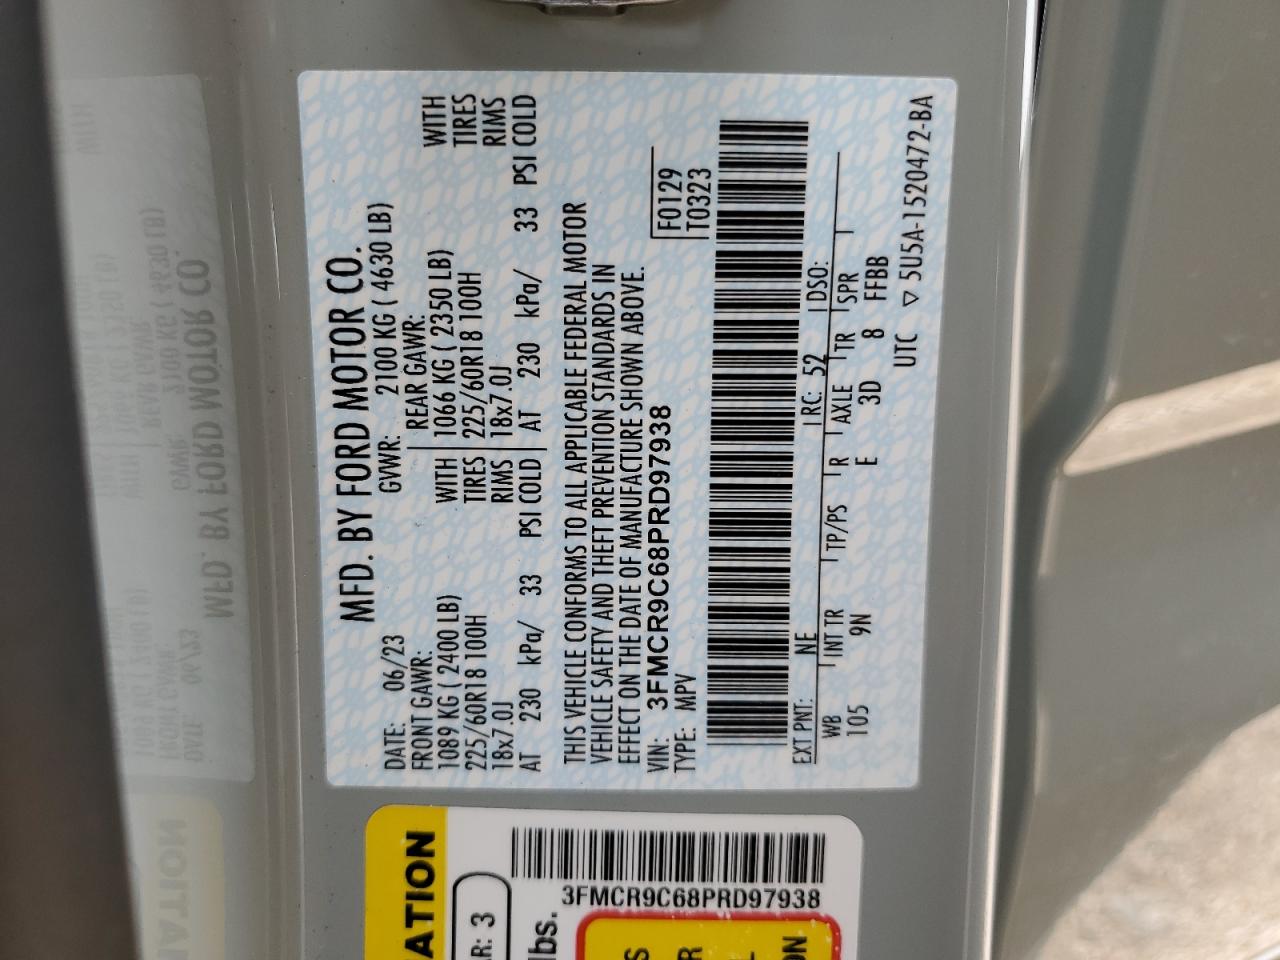 MFD. BY FORD MOTOR CO.
DATE: 06/23 GVWR: 2100 KG ( 4630 LB)
FRONT GAWR: REAR GAWR:
1089 KG ( 2400 LB) WITH 1066 KG ( 2350 LB) WITH
225/60R18 100H TIRES 225/60R18 100H TIRES
18x7.0J RIMS 18x7.0J RIMS
AT 230 kPa/ 33 PSI COLD AT 230 kPa/ 33 PSI COLD
THIS VEHICLE CONFORMS TO ALL APPLICABLE FEDERAL MOTOR
VEHICLE SAFETY AND THEFT PREVENTION STANDARDS IN
EFFECT ON THE DATE OF MANUFACTURE SHOWN ABOVE.
VIN: 3FMCR9C68PRD97938 F0129
TYPE: MPV T0323
EXT PNT: NE RC: 52 DSO:
WB INT TR TP/PS R AXLE TR SPR
105 9N E 3D 8 FFBB
UTC ▽ 5U5A-1520472-BA
ATION
AR: 3
3FMCR9C68PRD97938
lbs.
S
R
L
ON